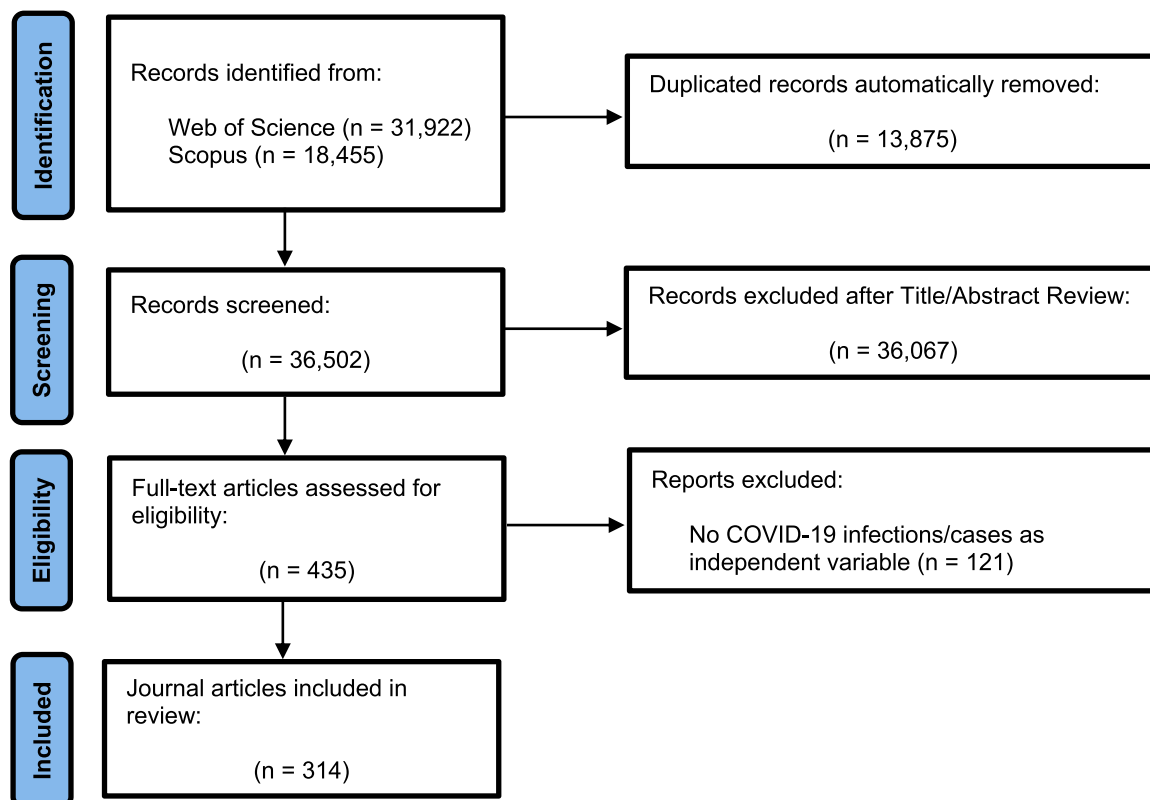 Identification
Records identified from:
Web of Science (n = 31,922)
Scopus (n = 18,455)
Duplicated records automatically removed:
(n = 13,875)
Screening
Records screened:
(n = 36,502)
Records excluded after Title/Abstract Review:
(n = 36,067)
Eligibility
Full-text articles assessed for
eligibility:
(n = 435)
Reports excluded:
No COVID-19 infections/cases as
independent variable (n = 121)
Included
Journal articles included in
review:
(n = 314)